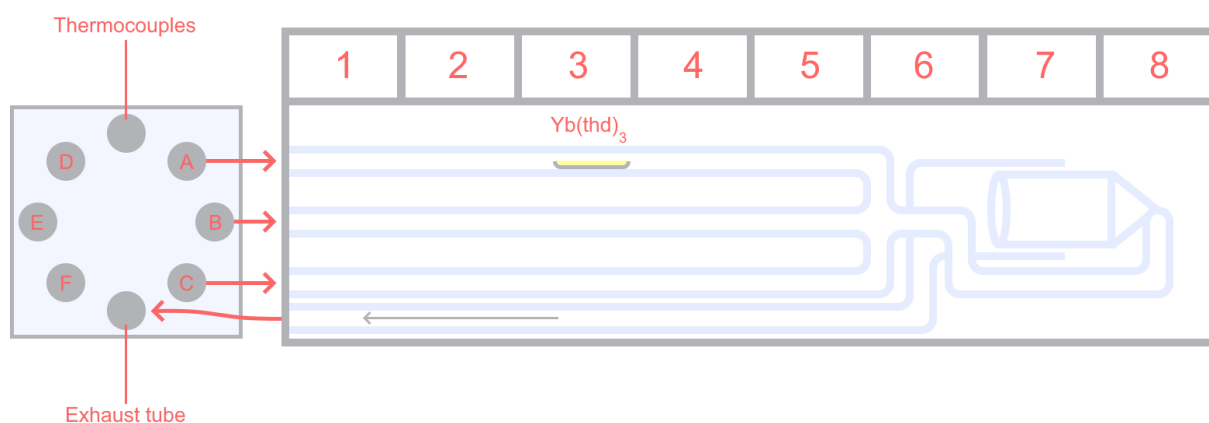 Thermocouples
1 2 3 4 5 6 7 8
Yb(thd)3
D A
E B
F C
Exhaust tube